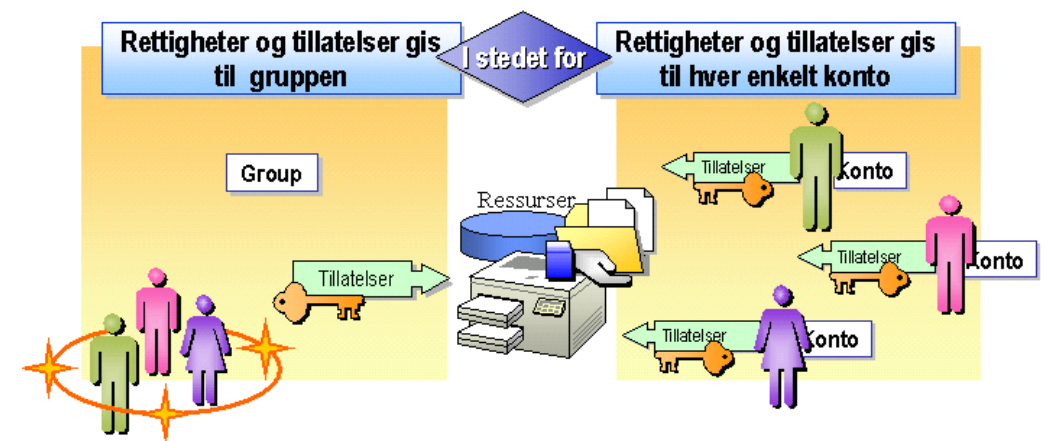 Rettigheter og tillatelser gis
til gruppen
I stedet for
Rettigheter og tillatelser gis
til hver enkelt konto
Group
Tillatelser
Ressurser
Tillatelser
Konto
Tillatelser
Konto
Tillatelser
Konto